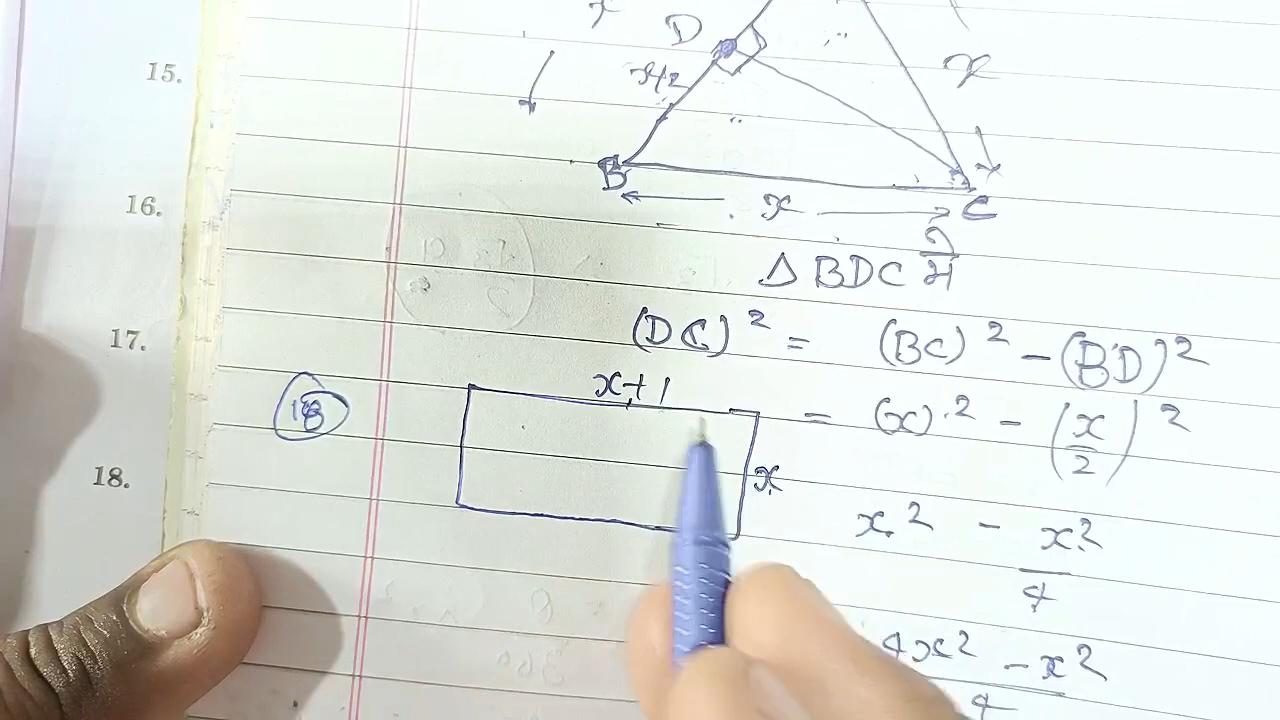 D
15.
x/2
x
B
16.
x
C
Δ BDC में
(DC)² = (BC)² - (BD)²
17.
x+1
18
= (x)² - (x/2)²
18.
x
x² - x²/4
4x² - x²
4